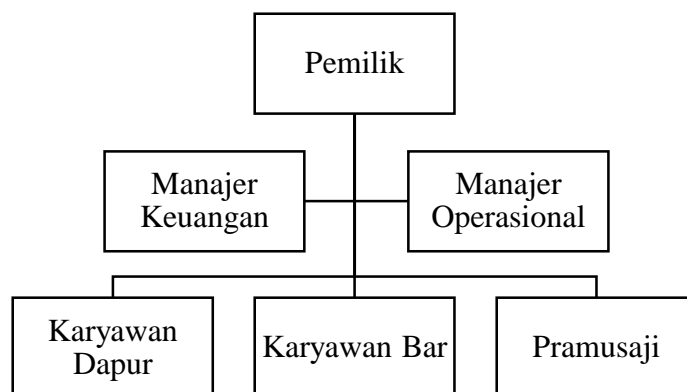 Pemilik
Manajer
Keuangan
Manajer
Operasional
Karyawan
Dapur
Karyawan Bar
Pramusaji